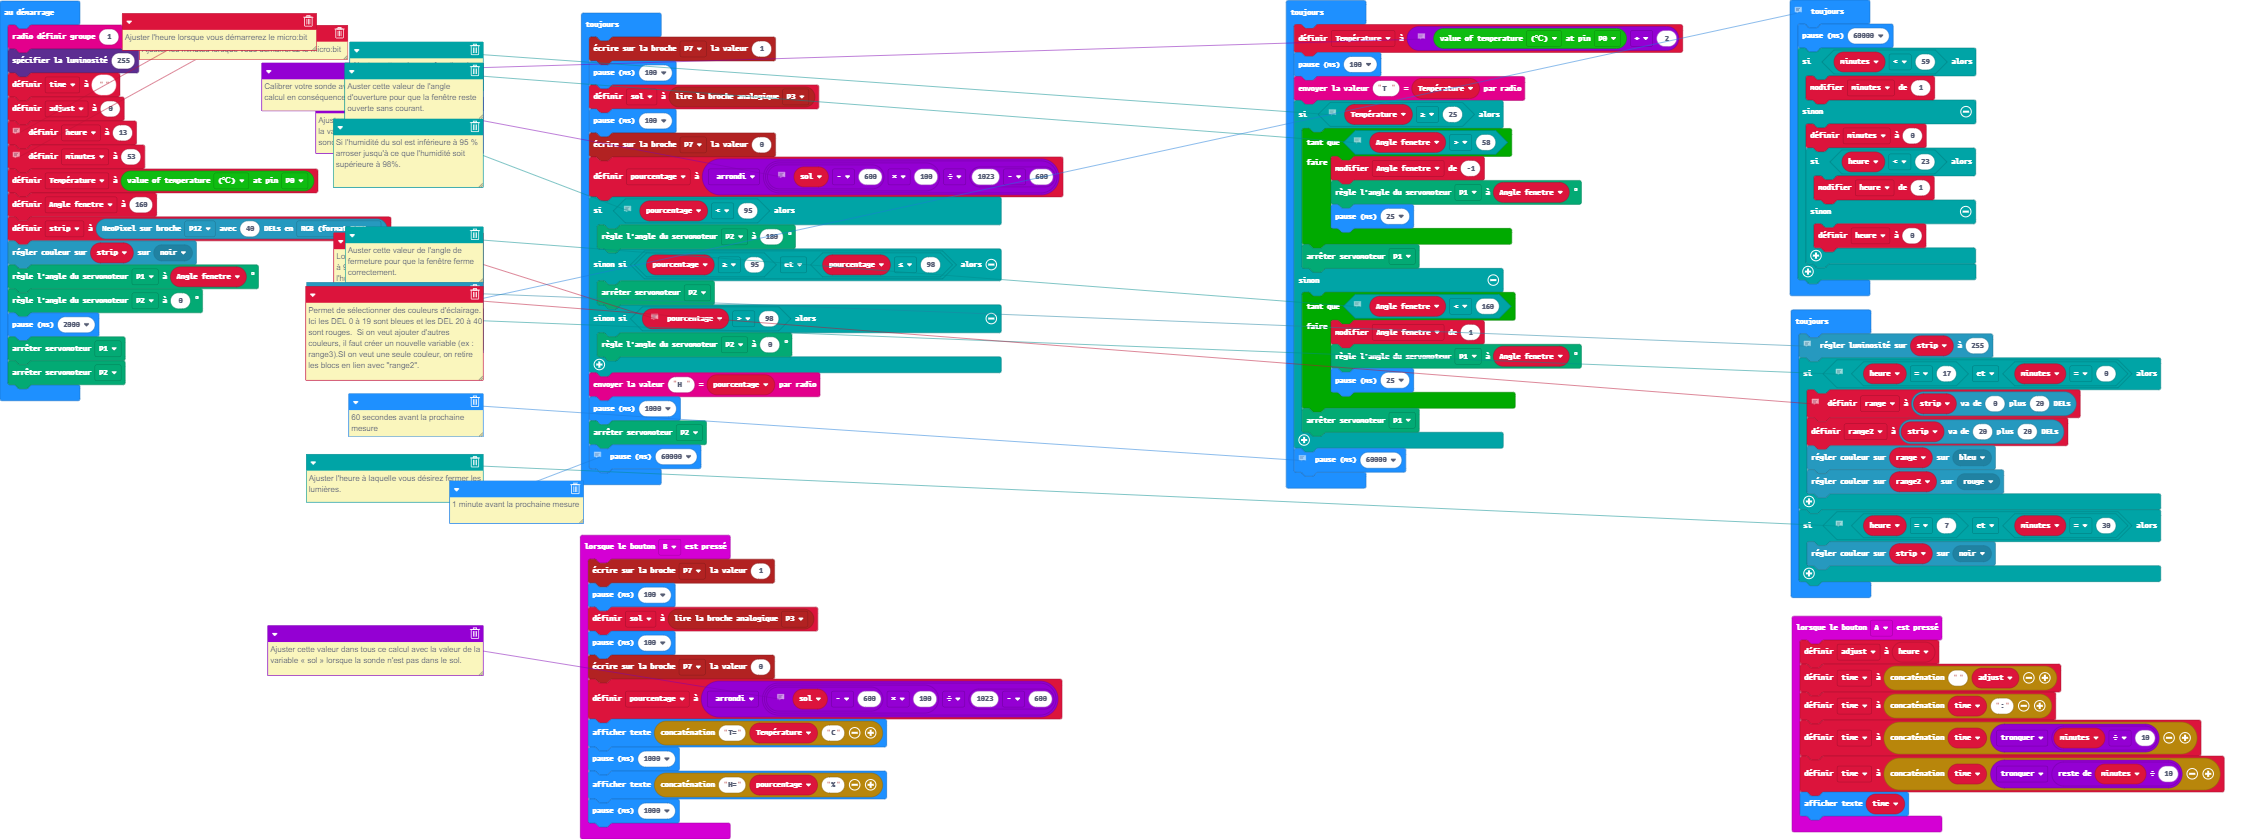 au démarrage
radio définir groupe 1
spécifier la luminosité 255
définir time à " "
définir adjust à 0
définir heure à 13
définir minutes à 53
définir Température à value of temperature (℃) at pin P0
définir Angle fenetre à 160
définir strip à NeoPixel sur broche P12 avec 40 DELs en RGB (format
régler couleur sur strip sur noir
règle l'angle du servomoteur P1 à Angle fenetre °
règle l'angle du servomoteur P2 à 0 °
pause (ms) 2000
arrêter servomoteur P1
arrêter servomoteur P2
Ajuster l'heure lorsque vous démarrerez le micro:bit
micro:bit
Calibrer votre sonde a
calcul en conséquence
Auster cette valeur de l'angle
d'ouverture pour que la fenêtre reste
ouverte sans courant.
Ajus
la va
sond
Si l'humidité du sol est inférieure à 95 %
arroser jusqu'à ce que l'humidité soit
supérieure à 98%.
Lo
à 9
l'h
Auster cette valeur de l'angle de
fermeture pour que la fenêtre ferme
correctement.
Permet de sélectionner des couleurs d'éclairage.
Ici les DEL 0 à 19 sont bleues et les DEL 20 à 40
sont rouges. Si on veut ajouter d'autres
couleurs, il faut créer un nouvelle variable (ex :
range3).SI on veut une seule couleur, on retire
les blocs en lien avec "range2".
60 secondes avant la prochaine
mesure
Ajuster l'heure à laquelle vous désirez fermer les
lumières.
1 minute avant la prochaine mesure
Ajuster cette valeur dans tous ce calcul avec la valeur de la
variable « sol » lorsque la sonde n'est pas dans le sol.
toujours
écrire sur la broche P7 la valeur 1
pause (ms) 100
définir sol à lire la broche analogique P3
pause (ms) 100
écrire sur la broche P7 la valeur 0
définir pourcentage à arrondi sol - 600 × 100 ÷ 1023 - 600
si pourcentage < 95 alors
règle l'angle du servomoteur P2 à 180 °
sinon si pourcentage ≥ 95 et pourcentage ≤ 98 alors
arrêter servomoteur P2
sinon si pourcentage > 98 alors
règle l'angle du servomoteur P2 à 0 °
envoyer la valeur "H " = pourcentage par radio
pause (ms) 1000
arrêter servomoteur P2
pause (ms) 60000
lorsque le bouton B est pressé
écrire sur la broche P7 la valeur 1
pause (ms) 100
définir sol à lire la broche analogique P3
pause (ms) 100
écrire sur la broche P7 la valeur 0
définir pourcentage à arrondi sol - 600 × 100 ÷ 1023 - 600
afficher texte concaténation "T=" Température "C"
pause (ms) 1000
afficher texte concaténation "H=" pourcentage "%"
pause (ms) 1000
toujours
définir Température à value of temperature (℃) at pin P0 - 2
pause (ms) 100
envoyer la valeur "T " = Température par radio
si Température ≥ 25 alors
tant que Angle fenetre > 58
faire modifier Angle fenetre de -1
règle l'angle du servomoteur P1 à Angle fenetre °
pause (ms) 25
arrêter servomoteur P1
sinon
tant que Angle fenetre < 160
faire modifier Angle fenetre de 1
règle l'angle du servomoteur P1 à Angle fenetre °
pause (ms) 25
arrêter servomoteur P1
pause (ms) 60000
toujours
pause (ms) 60000
si minutes < 59 alors
modifier minutes de 1
sinon
définir minutes à 0
si heure < 23 alors
modifier heure de 1
sinon
définir heure à 0
toujours
régler luminosité sur strip à 255
si heure = 17 et minutes = 0 alors
définir range à strip va de 0 plus 20 DELs
définir range2 à strip va de 20 plus 20 DELs
régler couleur sur range sur bleu
régler couleur sur range2 sur rouge
si heure = 7 et minutes = 30 alors
régler couleur sur strip sur noir
lorsque le bouton A est pressé
définir adjust à heure
définir time à concaténation " " adjust
définir time à concaténation time ":"
définir time à concaténation time tronquer minutes ÷ 10
définir time à concaténation time tronquer reste de minutes ÷ 10
afficher texte time